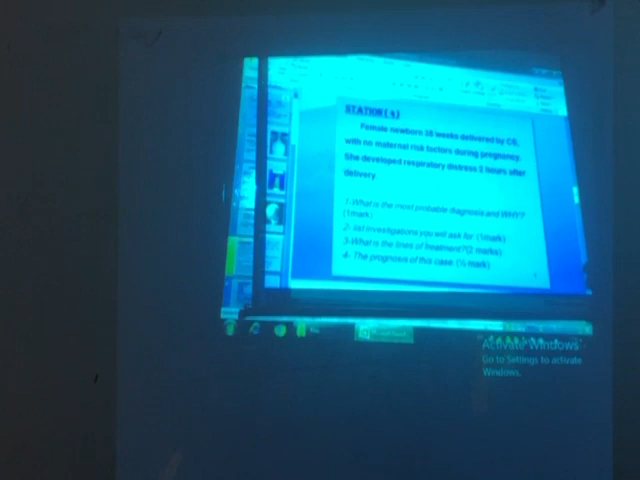 STATION(4)
Female newborn 38 weeks delivered by CS,
with no maternal risk factors during pregnancy.
She developed respiratory distress 2 hours after
delivery.
1-What is the most probable diagnosis and WHY?
(1mark)
2- list investigations you will ask for (1mark)
3-What is the lines of treatment?(2 marks)
4- The prognosis of this case (½ mark)
Activate Windows
Go to Settings to activate
Windows.